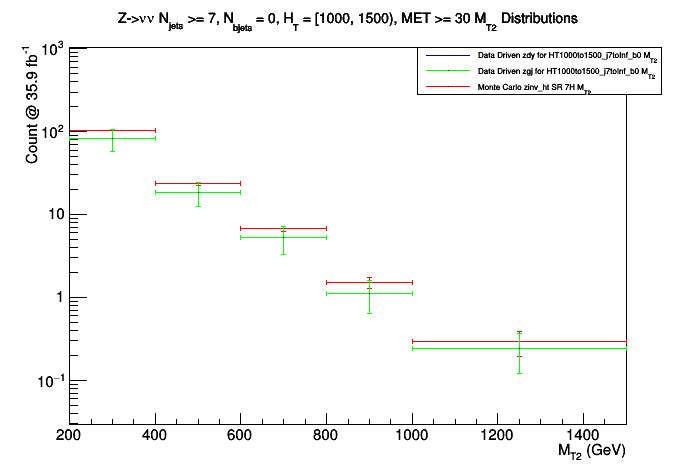 Z->νν N_jets >= 7, N_bjets = 0, H_T = [1000, 1500), MET >= 30 M_T2 Distributions
Data Driven zdy for HT1000to1500_j7toInf_b0 M_T2
Data Driven zgj for HT1000to1500_j7toInf_b0 M_T2
Monte Carlo zinv_ht SR 7H M_T2
Count @ 35.9 fb^-1
10^3
10^2
10
1
10^−1
200 400 600 800 1000 1200 1400
M_T2 (GeV)